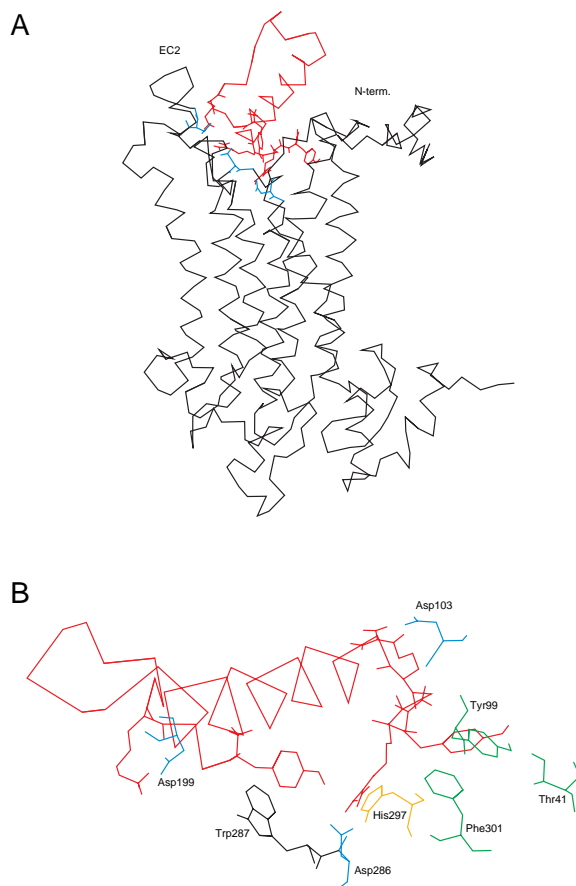 A
EC2
N-term.
B
Asp103
Tyr99
Asp199
Thr41
His297
Trp287
Phe301
Asp286